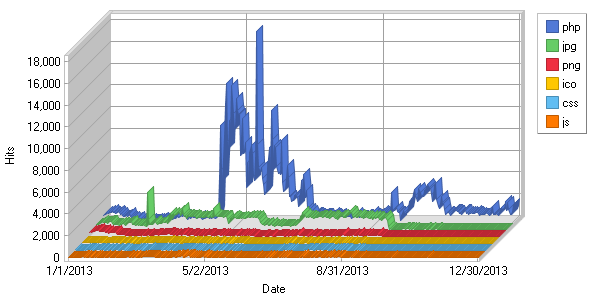 18,000
16,000
14,000
12,000
10,000
8,000
6,000
4,000
2,000
0
Hits
1/1/2013
5/2/2013
8/31/2013
12/30/2013
Date
php
jpg
png
ico
css
js